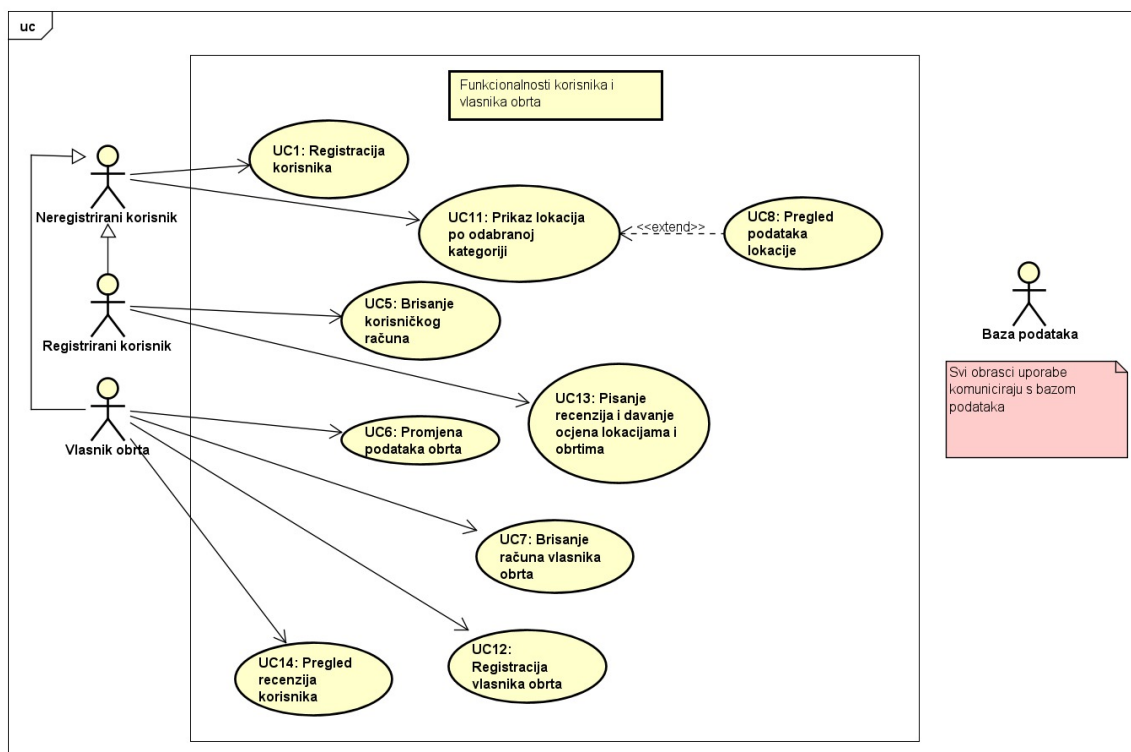 uc
Funkcionalnosti korisnika i
vlasnika obrta
UC1: Registracija
korisnika
Neregistrirani korisnik
UC11: Prikaz lokacija
po odabranoj
kategoriji
<<extend>>
UC8: Pregled
podataka
lokacije
Registrirani korisnik
UC5: Brisanje
korisničkog
računa
Baza podataka
Svi obrasci uporabe
komuniciraju s bazom
podataka
Vlasnik obrta
UC6: Promjena
podataka obrta
UC13: Pisanje
recenzija i davanje
ocjena lokacijama i
obrtima
UC7: Brisanje
računa vlasnika
obrta
UC14: Pregled
recenzija
korisnika
UC12:
Registracija
vlasnika obrta